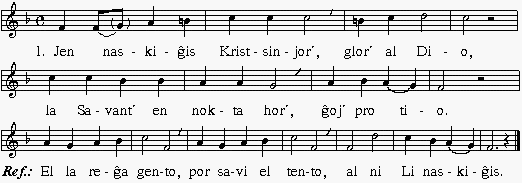 1. Jen nas- ki- ĝis Krist- sin- jor´, glor´ al Di- o,
la Sa- vant´ en nok- ta hor´, ĝoj´ pro ti- o.
Ref.: El la re- ĝa gen-to, por sa-vi el ten-to, al ni Li nas- ki- ĝis.